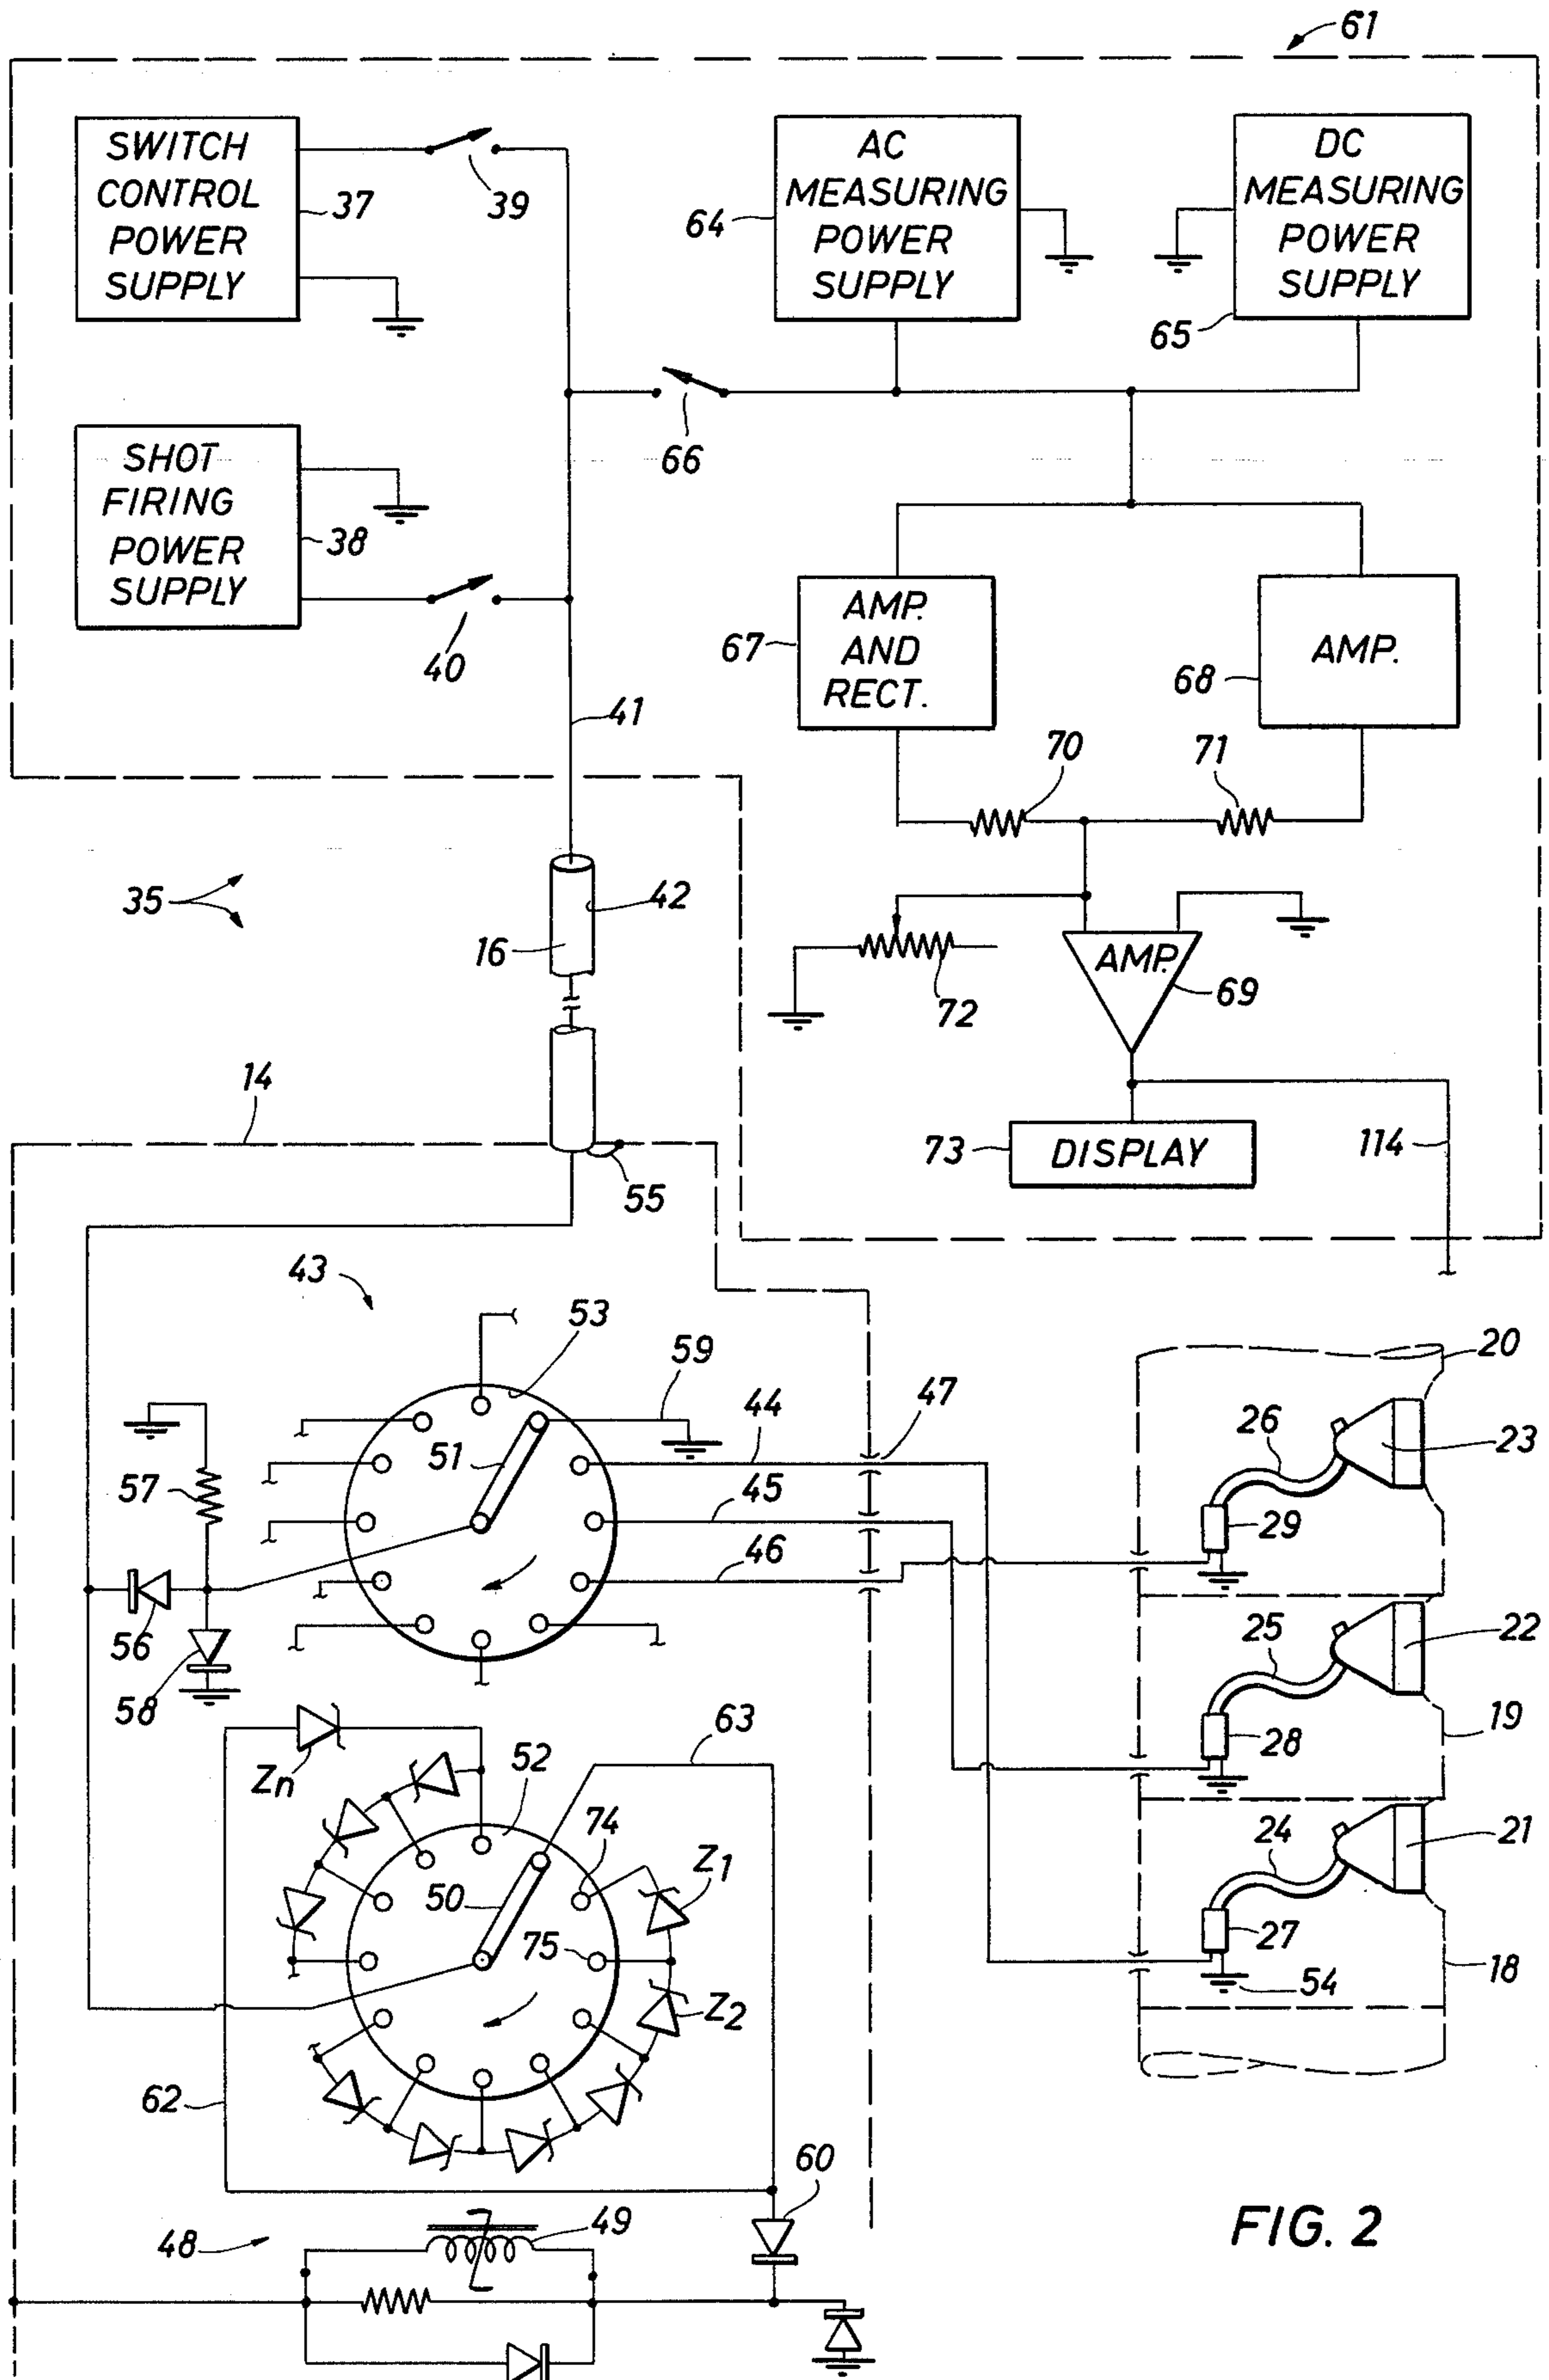 61
SWITCH
CONTROL
POWER
SUPPLY
37
39
AC
MEASURING
POWER
SUPPLY
64
DC
MEASURING
POWER
SUPPLY
65
66
SHOT
FIRING
POWER
SUPPLY
38
40
41
AMP.
AND
RECT.
67
AMP.
68
70
71
35
42
16
72
AMP.
69
14
55
73
DISPLAY
114
43
53
59
47
44
20
51
26
23
57
45
29
46
56
58
25
22
28
19
63
Zn
52
74
Z1
24
21
50
75
27
Z2
54
18
62
60
48
49
FIG. 2